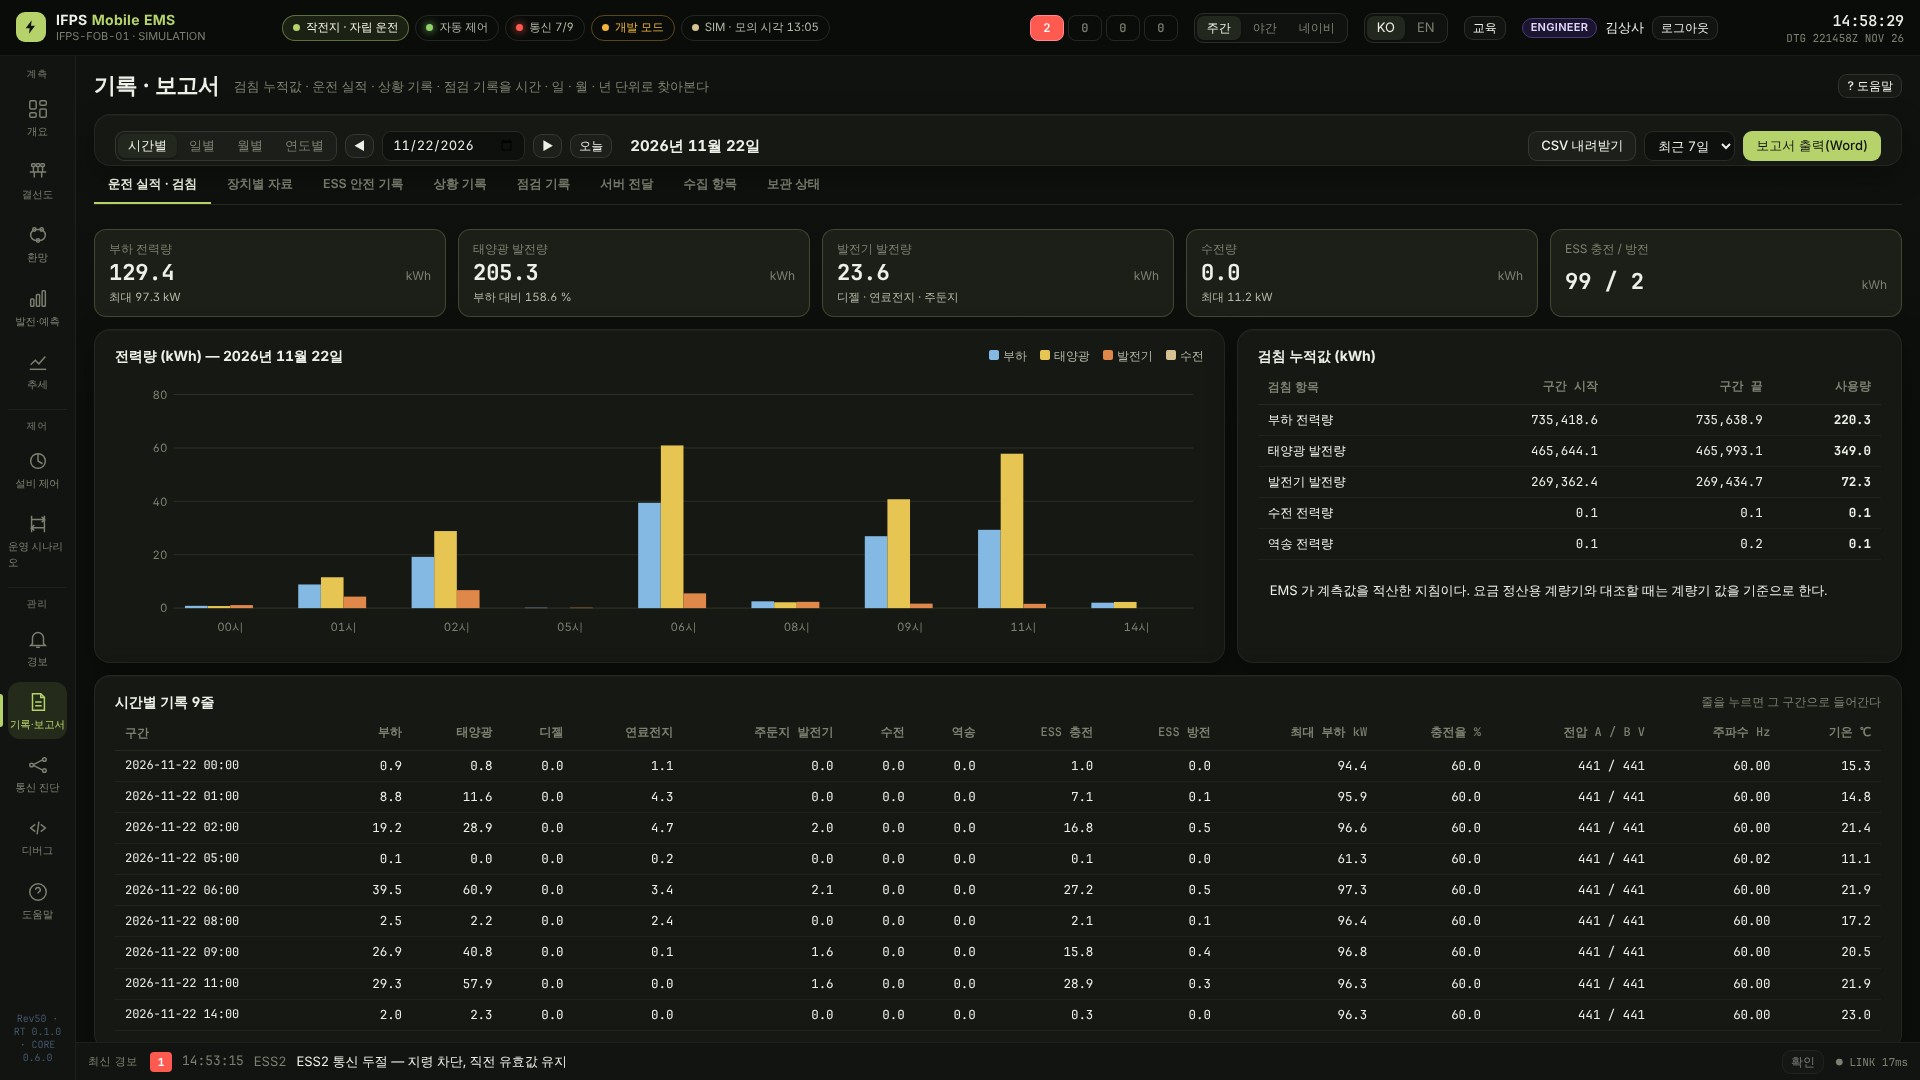 IFPS Mobile EMS
IFPS-FOB-01 · SIMULATION
작전지 · 자립 운전
자동 제어
통신 7/9
개발 모드
SIM · 모의 시각 13:05
2 0 0 0
주간 야간 네이비
KO EN
교육
ENGINEER 김상사 로그아웃
14:58:29
DTG 221458Z NOV 26
계측
개요
결선도
환망
발전·예측
추세
제어
설비 제어
운영 시나리
오
관리
경보
기록·보고서
통신 진단
디버그
도움말
Rev50 ·
RT 0.1.0
· CORE
0.6.0
기록 · 보고서 검침 누적값 · 운전 실적 · 상황 기록 · 점검 기록을 시간 · 일 · 월 · 년 단위로 찾아본다
? 도움말
시간별 일별 월별 연도별 ◀ 11/22/2026 ▶ 오늘 2026년 11월 22일
CSV 내려받기 최근 7일 보고서 출력(Word)
운전 실적 · 검침 장치별 자료 ESS 안전 기록 상황 기록 점검 기록 서버 전달 수집 항목 보관 상태
부하 전력량
129.4 kWh
최대 97.3 kW
태양광 발전량
205.3 kWh
부하 대비 158.6 %
발전기 발전량
23.6 kWh
디젤 · 연료전지 · 주둔지
수전량
0.0 kWh
최대 11.2 kW
ESS 충전 / 방전
99 / 2 kWh
전력량 (kWh) — 2026년 11월 22일
부하 태양광 발전기 수전
80
60
40
20
0
00시 01시 02시 05시 06시 08시 09시 11시 14시
검침 누적값 (kWh)
검침 항목 구간 시작 구간 끝 사용량
부하 전력량 735,418.6 735,638.9 220.3
태양광 발전량 465,644.1 465,993.1 349.0
발전기 발전량 269,362.4 269,434.7 72.3
수전 전력량 0.1 0.1 0.1
역송 전력량 0.1 0.2 0.1
EMS 가 계측값을 적산한 지침이다. 요금 정산용 계량기와 대조할 때는 계량기 값을 기준으로 한다.
시간별 기록 9줄
줄을 누르면 그 구간으로 들어간다
구간 부하 태양광 디젤 연료전지 주둔지 발전기 수전 역송 ESS 충전 ESS 방전 최대 부하 kW 충전율 % 전압 A / B V 주파수 Hz 기온 ℃
2026-11-22 00:00 0.9 0.8 0.0 1.1 0.0 0.0 0.0 1.0 0.0 94.4 60.0 441 / 441 60.00 15.3
2026-11-22 01:00 8.8 11.6 0.0 4.3 0.0 0.0 0.0 7.1 0.1 95.9 60.0 441 / 441 60.00 14.8
2026-11-22 02:00 19.2 28.9 0.0 4.7 2.0 0.0 0.0 16.8 0.5 96.6 60.0 441 / 441 60.00 21.4
2026-11-22 05:00 0.1 0.0 0.0 0.2 0.0 0.0 0.0 0.1 0.0 61.3 60.0 441 / 441 60.02 11.1
2026-11-22 06:00 39.5 60.9 0.0 3.4 2.1 0.0 0.0 27.2 0.5 97.3 60.0 441 / 441 60.00 21.9
2026-11-22 08:00 2.5 2.2 0.0 2.4 0.0 0.0 0.0 2.1 0.1 96.4 60.0 441 / 441 60.00 17.2
2026-11-22 09:00 26.9 40.8 0.0 0.1 1.6 0.0 0.0 15.8 0.4 96.8 60.0 441 / 441 60.00 20.5
2026-11-22 11:00 29.3 57.9 0.0 0.0 1.6 0.0 0.0 28.9 0.3 96.3 60.0 441 / 441 60.00 21.9
2026-11-22 14:00 2.0 2.3 0.0 0.0 0.0 0.0 0.0 0.3 0.0 96.3 60.0 441 / 441 60.00 23.0
최신 경보 1 14:53:15 ESS2 ESS2 통신 두절 — 지령 차단, 직전 유효값 유지
확인 LINK 17ms